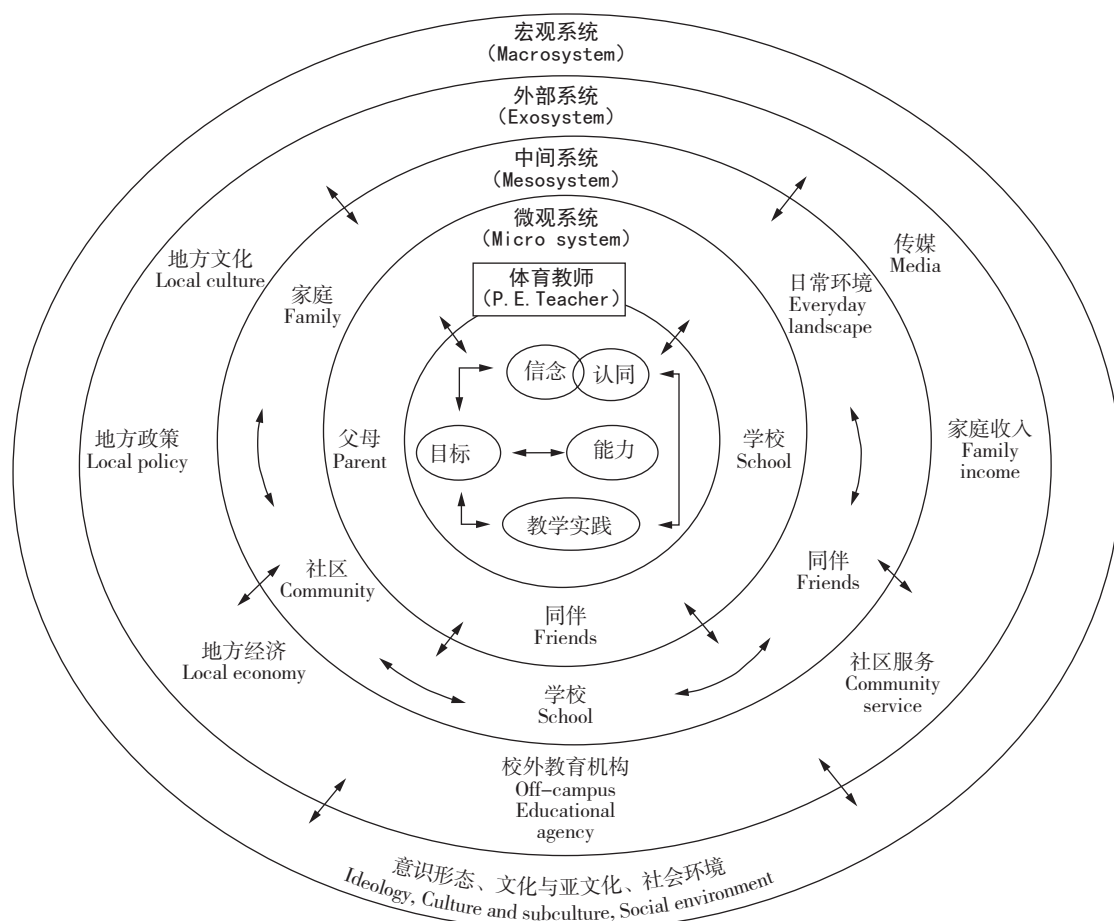 宏观系统
（Macrosystem）
外部系统
（Exosystem）
中间系统
（Mesosystem）
微观系统
（Micro system）
体育教师
（P.E.Teacher）
地方文化
Local culture
家庭
Family
日常环境
Everyday
landscape
传媒
Media
信念
认同
地方政策
Local policy
父母
Parent
目标
能力
学校
School
家庭收入
Family
income
教学实践
社区
Community
同伴
Friends
同伴
Friends
地方经济
Local economy
学校
School
社区服务
Community
service
校外教育机构
Off-campus
Educational
agency
意识形态、文化与亚文化、社会环境
Ideology, Culture and subculture, Social environment